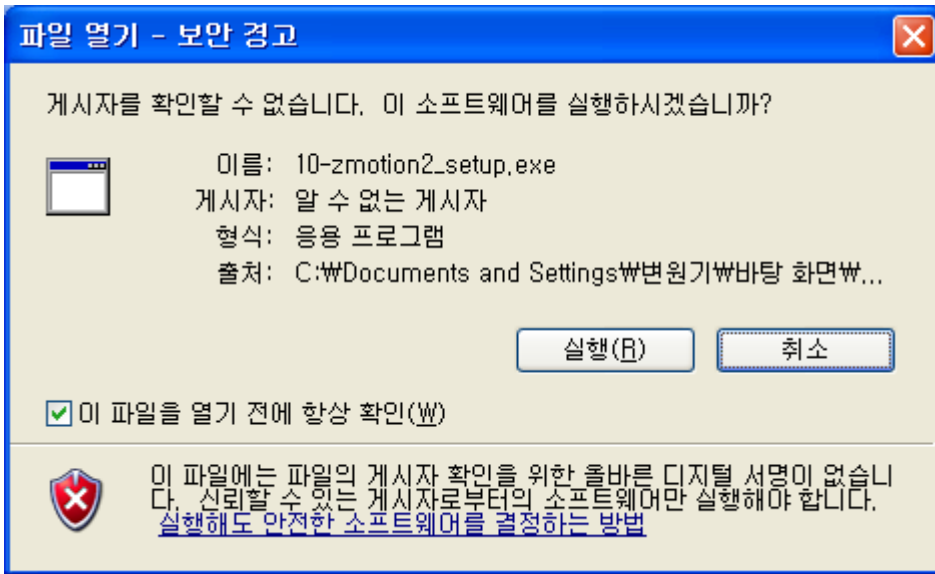 파일 열기 - 보안 경고
게시자를 확인할 수 없습니다. 이 소프트웨어를 실행하시겠습니까?
이름: 10-zmotion2_setup.exe
게시자: 알 수 없는 게시자
형식: 응용 프로그램
출처: C:₩Documents and Settings₩변원기₩바탕 화면₩...
실행(R) 취소
이 파일을 열기 전에 항상 확인(W)
이 파일에는 파일의 게시자 확인을 위한 올바른 디지털 서명이 없습니
다. 신뢰할 수 있는 게시자로부터의 소프트웨어만 실행해야 합니다.
실행해도 안전한 소프트웨어를 결정하는 방법